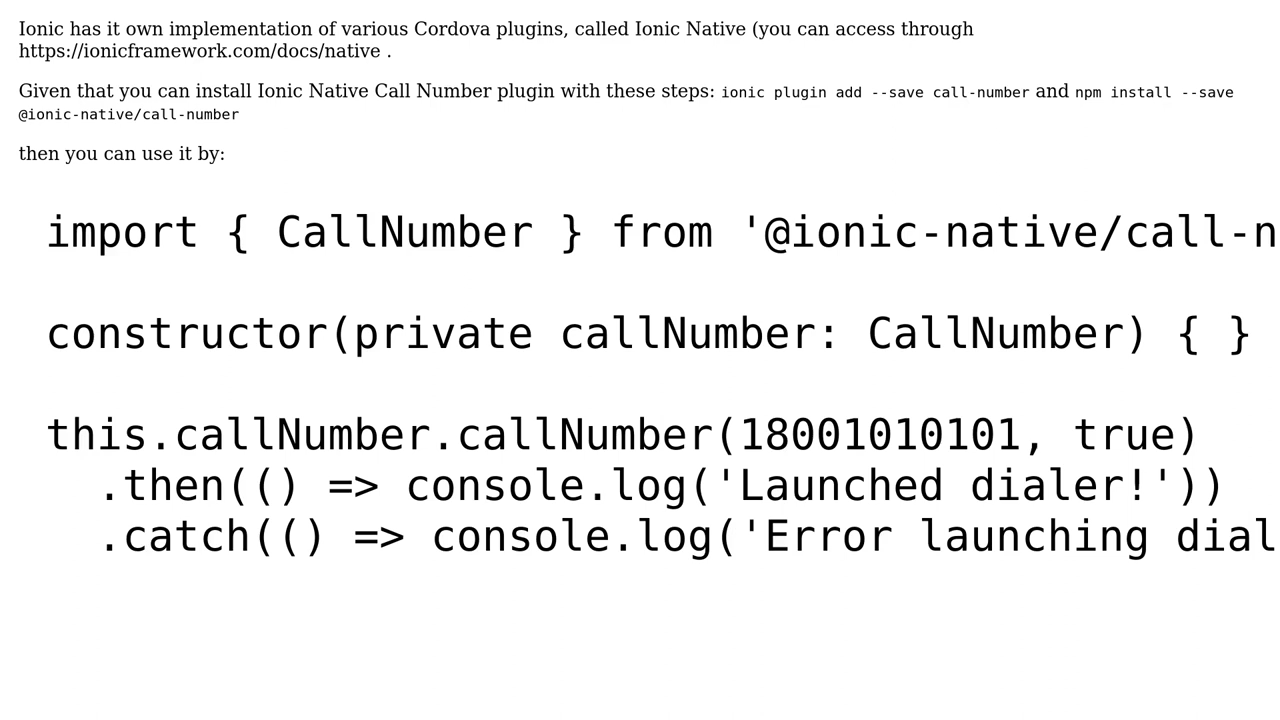 Ionic has it own implementation of various Cordova plugins, called Ionic Native (you can access through
https://ionicframework.com/docs/native .
Given that you can install Ionic Native Call Number plugin with these steps: ionic plugin add --save call-number and npm install --save
@ionic-native/call-number
then you can use it by:
import { CallNumber } from '@ionic-native/call-n
constructor(private callNumber: CallNumber) { }
this.callNumber.callNumber(18001010101, true)
.then(() => console.log('Launched dialer!'))
.catch(() => console.log('Error launching dial